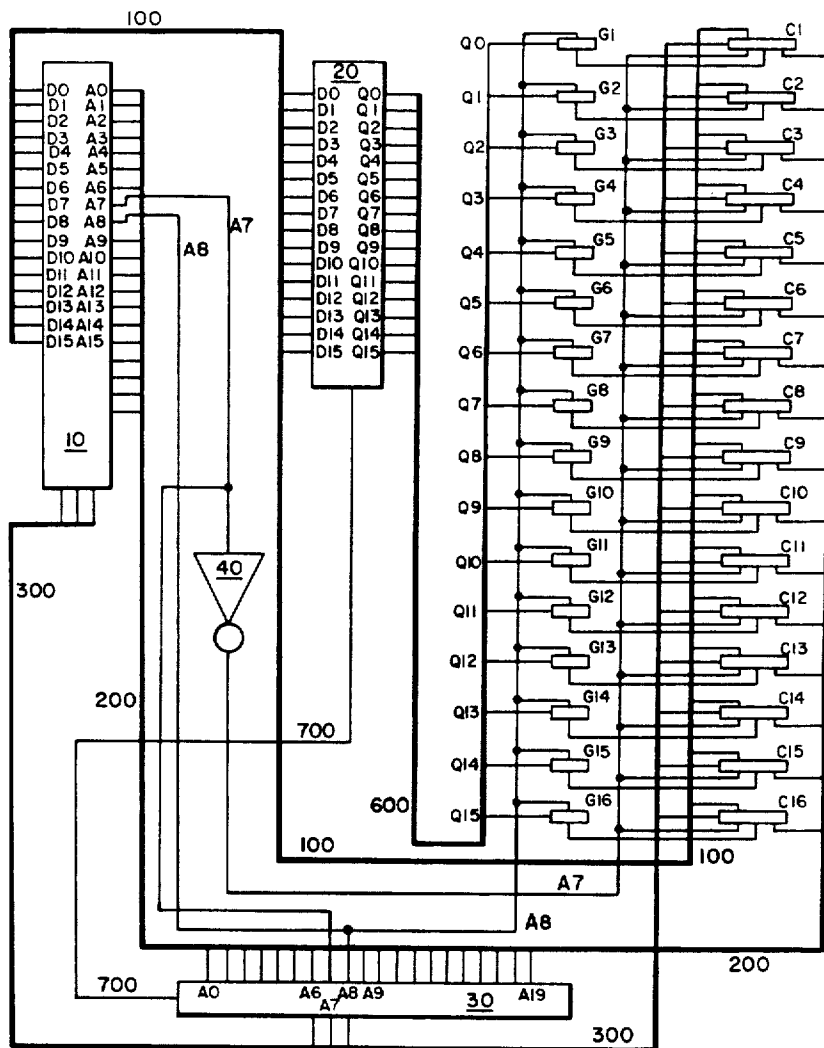 100
20
10
D0 A0
D1 A1
D2 A2
D3 A3
D4 A4
D5 A5
D6 A6
D7 A7
D8 A8
D9 A9
D10 A10
D11 A11
D12 A12
D13 A13
D14 A14
D15 A15
D0 Q0
D1 Q1
D2 Q2
D3 Q3
D4 Q4
D5 Q5
D6 Q6
D7 Q7
D8 Q8
D9 Q9
D10 Q10
D11 Q11
D12 Q12
D13 Q13
D14 Q14
D15 Q15
A7
A8
Q0 G1 C1
Q1 G2 C2
Q2 G3 C3
Q3 G4 C4
Q4 G5 C5
Q5 G6 C6
Q6 G7 C7
Q7 G8 C8
Q8 G9 C9
Q9 G10 C10
Q10 G11 C11
Q11 G12 C12
Q12 G13 C13
Q13 G14 C14
Q14 G15 C15
Q15 G16 C16
40
300
200
700
600
100
100
A7
A8
200
700
A0 A6 A7 A8 A9 30 A19
300